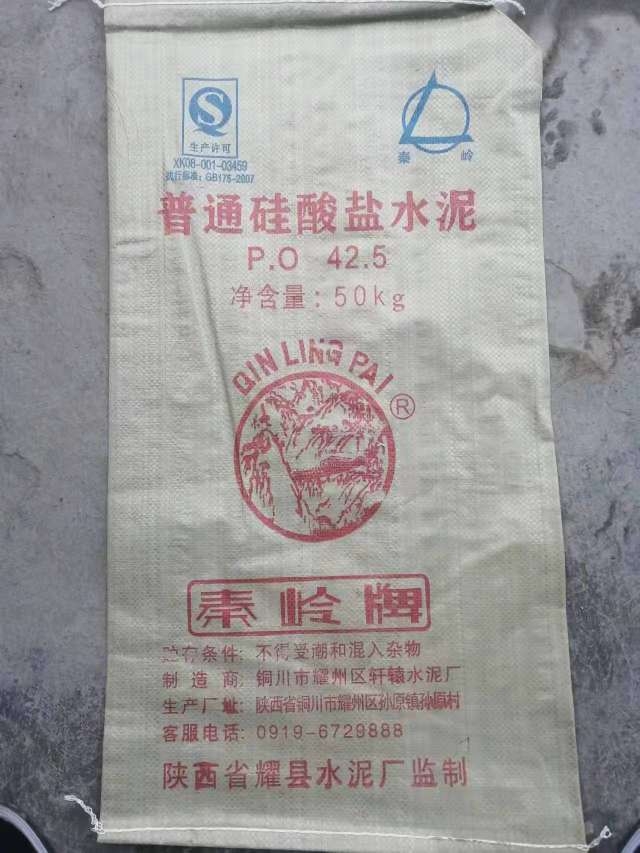 生产许可
XK08-001-03459
执行标准：GB175-2007
秦 岭
普通硅酸盐水泥
P.O 42.5
净含量：50kg
QIN LING PAI
®
秦岭牌
贮存条件：不得受潮和混入杂物
制造商：铜川市耀州区轩辕水泥厂
生产厂址：陕西省铜川市耀州区孙原镇孙原村
客服电话：0919-6729888
陕西省耀县水泥厂监制